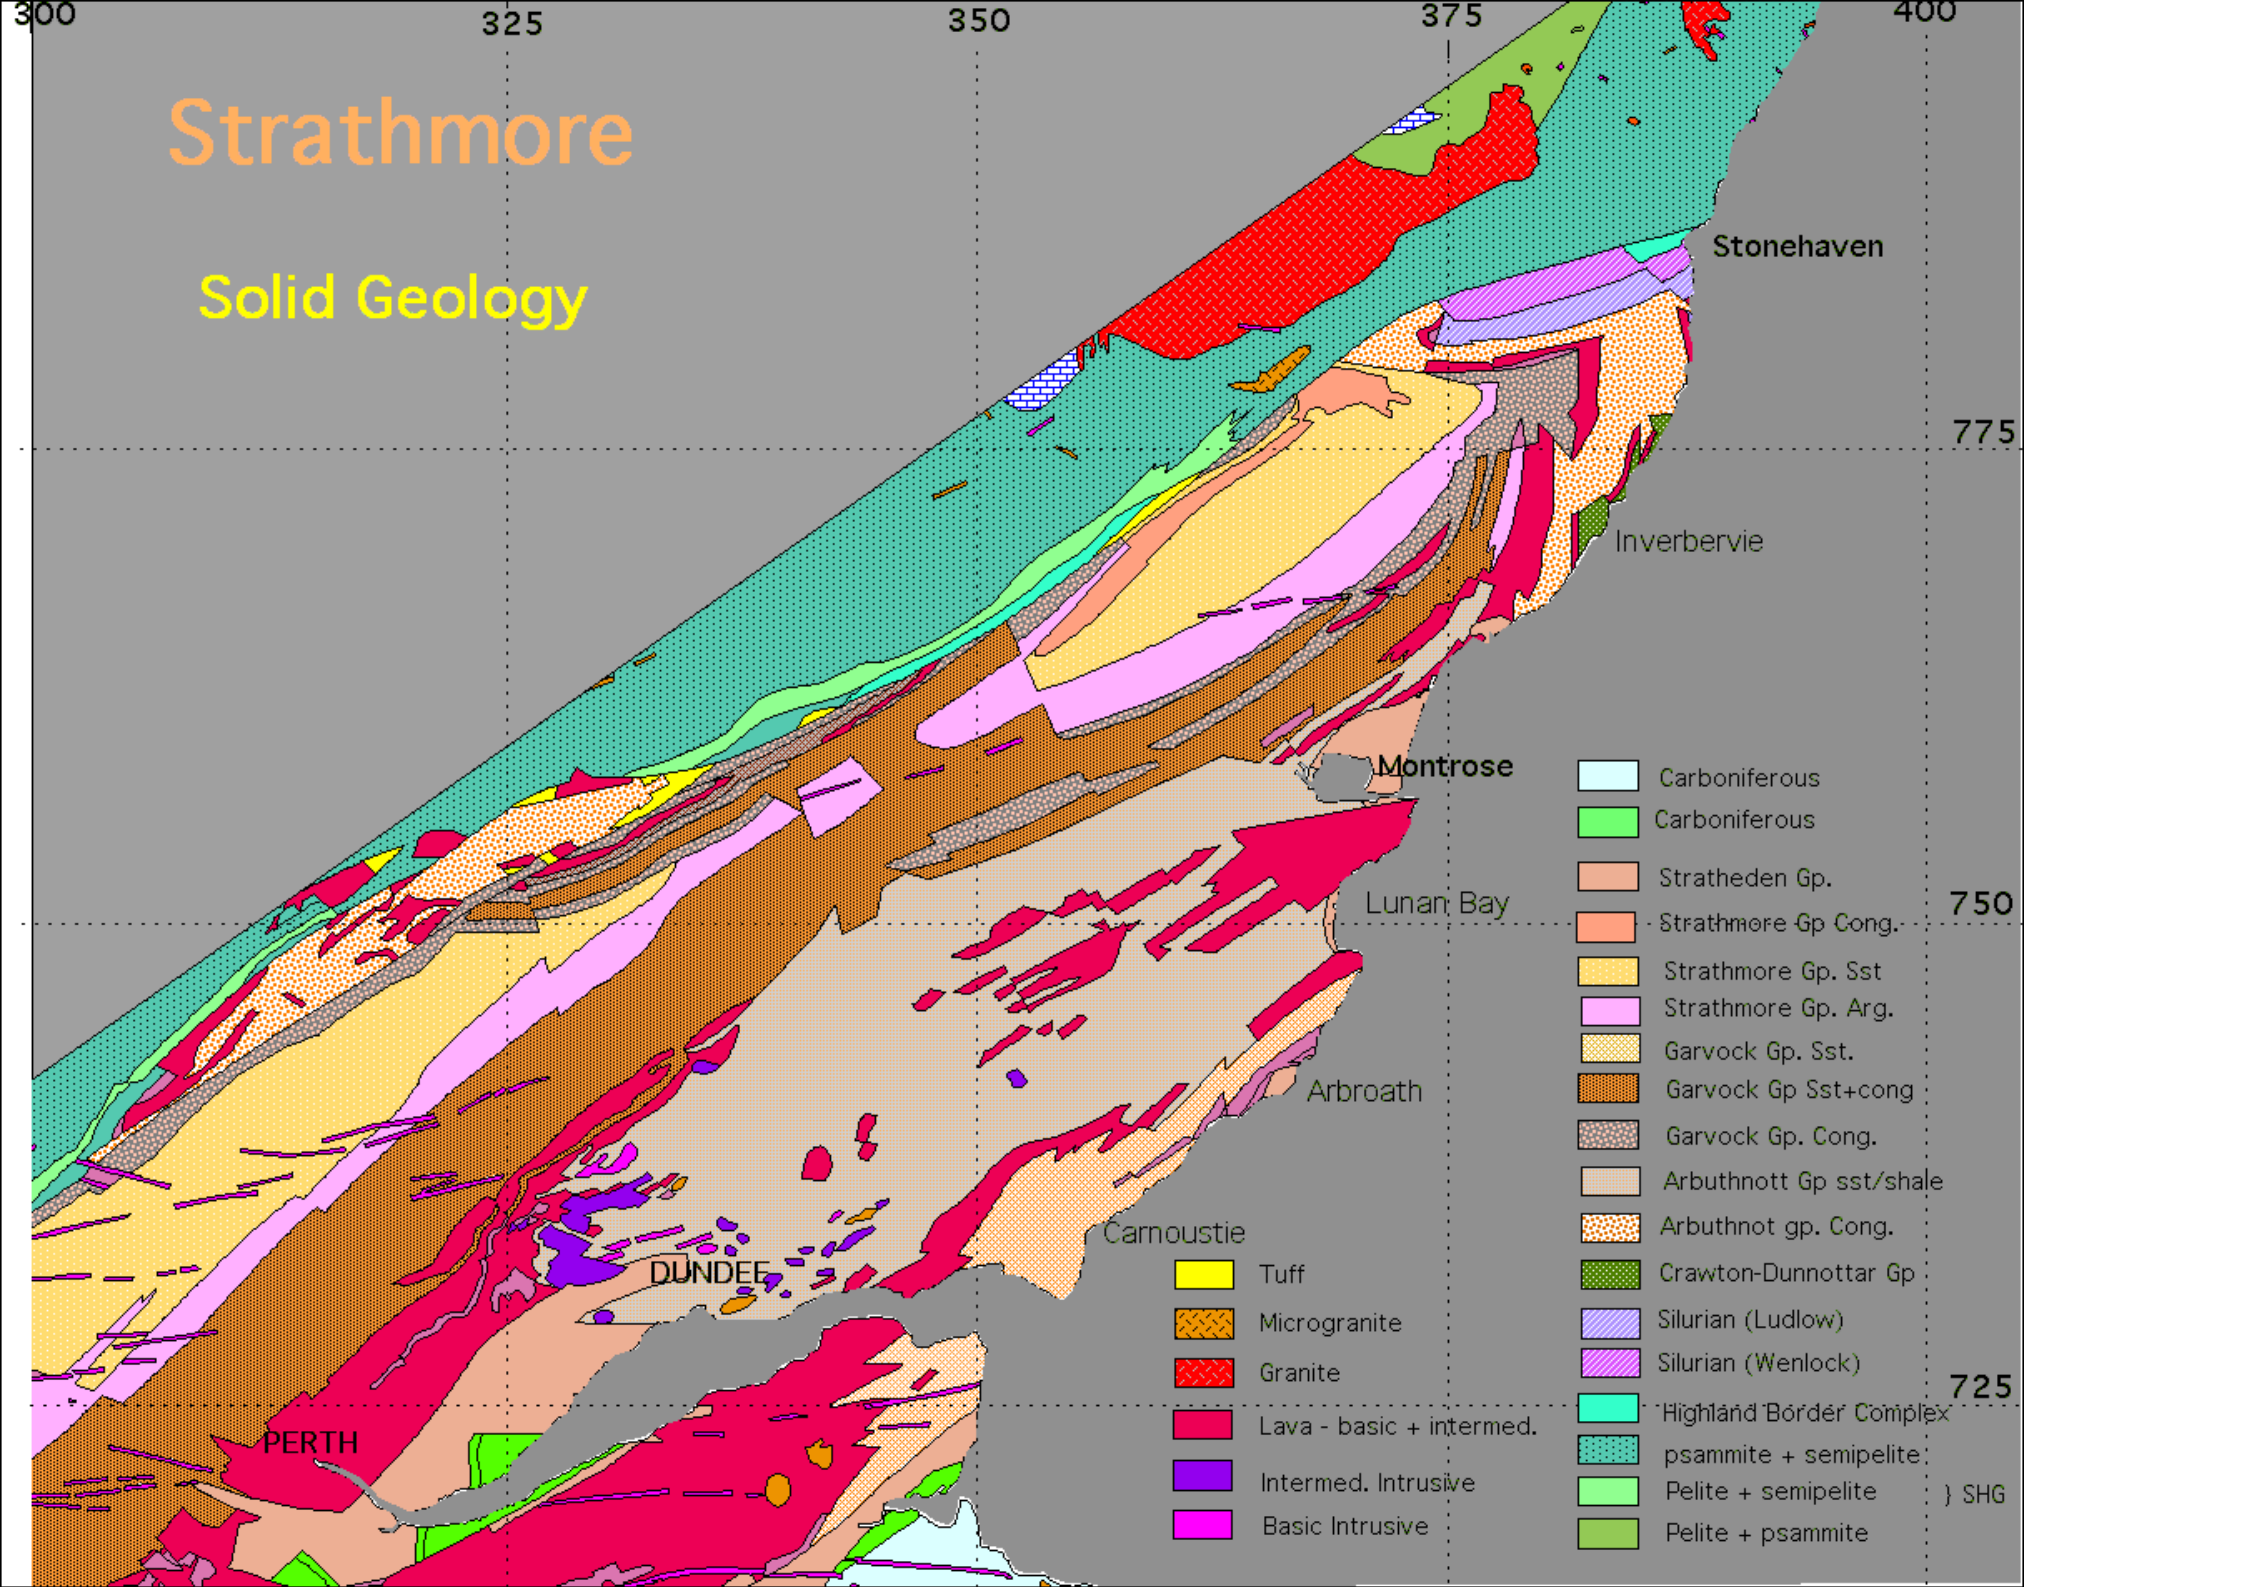 300
325
350
375
400
Strathmore
Solid Geology
Stonehaven
775
Inverbervie
Montrose
Lunan Bay
750
Arbroath
Carnoustie
DUNDEE
PERTH
725
Tuff
Microgranite
Granite
Lava - basic + intermed.
Intermed. Intrusive
Basic Intrusive
Carboniferous
Carboniferous
Stratheden Gp.
Strathmore Gp Cong.
Strathmore Gp. Sst
Strathmore Gp. Arg.
Garvock Gp. Sst.
Garvock Gp Sst+cong
Garvock Gp. Cong.
Arbuthnott Gp sst/shale
Arbuthnot gp. Cong.
Crawton-Dunnottar Gp
Silurian (Ludlow)
Silurian (Wenlock)
Highland Border Complex
psammite + semipelite
Pelite + semipelite } SHG
Pelite + psammite